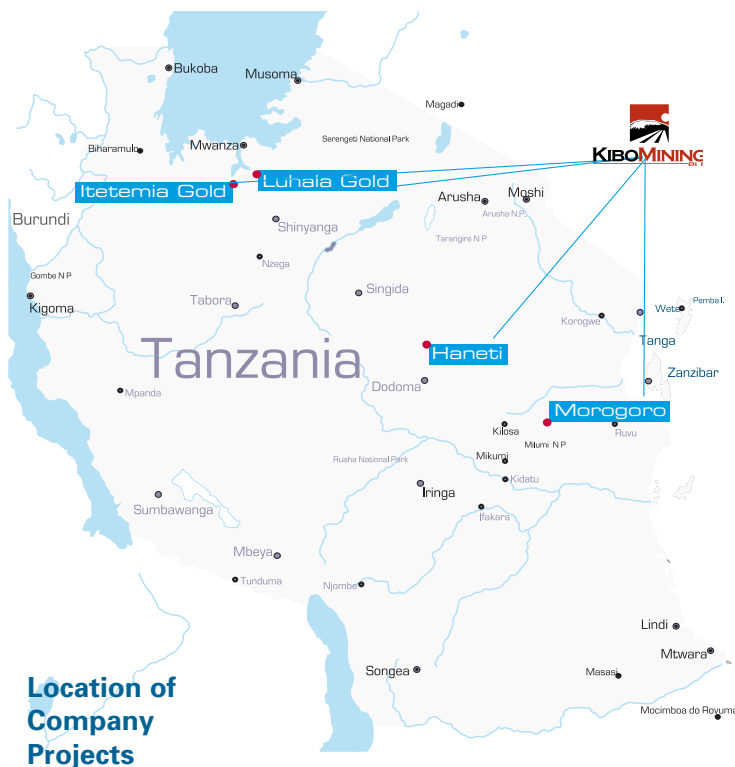 Bukoba
Musoma
Magadi
Serengeti National Park
KIBOMINING
Biharamulo
Mwanza
Luhaia Gold
Itetemia Gold
Arusha
Moshi
Arusha N.P.
Burundi
Shinyanga
Tarangire N P
Nzega
Gombe N P
Kigoma
Tabora
Singida
Korogwe
Weta
Pemba I.
Tanga
Tanzania
Haneti
Dodoma
Zanzibar
Mpanda
Morogoro
Kilosa
Milumi N P
Ruvu
Mikumi
Ruaha National Park
Kidatu
Iringa
Sumbawanga
Ifakara
Mbeya
Tunduma
Njombe
Lindi
Mtwara
Songea
Masasi
Mocimboa do Rovuma
Location of
Company
Projects